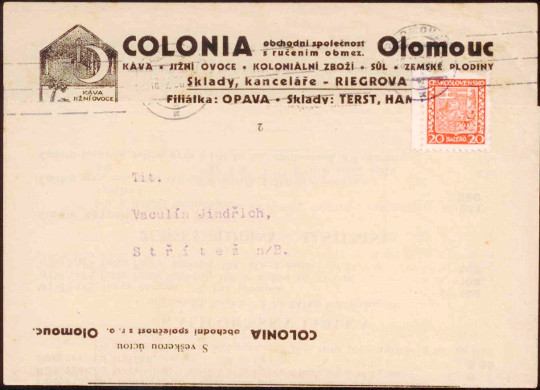 COLONIA obchodní společnost s ručením obmez. Olomouc
KÁVA • JIŽNÍ OVOCE • KOLONIÁLNÍ ZBOŽÍ • SŮL • ZEMSKÉ PLODINY
Sklady, kanceláře - RIEGROVA
Filiálka: OPAVA • Sklady: TERST, HAM
KÁVA
JIŽNÍ OVOCE
ČESKOSLOVENSKO
20 HALÉŘŮ 20
2
Tit.
Vaculín Jindřich,
Střítež n/B.
S veškerou úctou
COLONIA obchodní společnost s r. o. Olomouc.